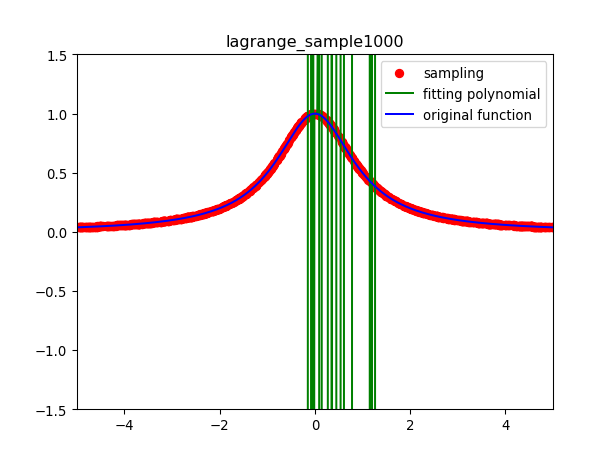 lagrange_sample1000
sampling
fitting polynomial
original function
1.5
1.0
0.5
0.0
−0.5
−1.0
−1.5
−4 −2 0 2 4